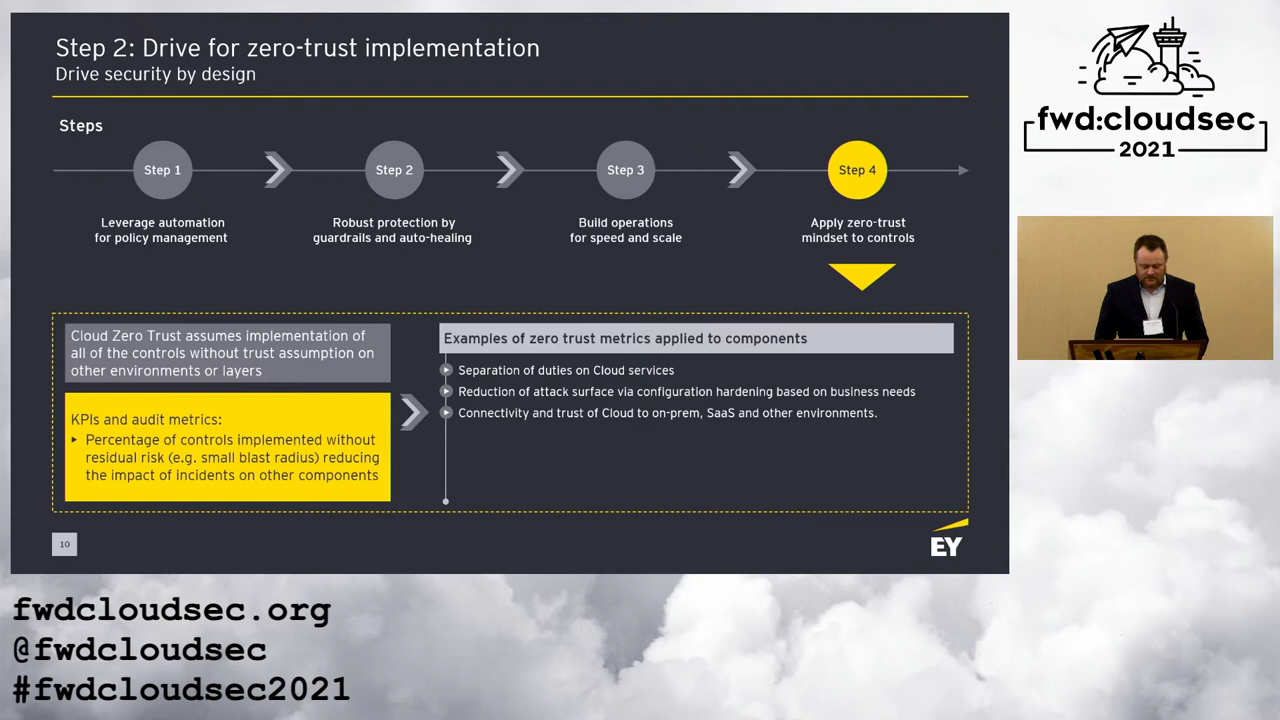 Step 2: Drive for zero-trust implementation
Drive security by design
Steps
Step 1
Step 2
Step 3
Step 4
Leverage automation
for policy management
Robust protection by
guardrails and auto-healing
Build operations
for speed and scale
Apply zero-trust
mindset to controls
Cloud Zero Trust assumes implementation of
all of the controls without trust assumption on
other environments or layers
KPIs and audit metrics:
Percentage of controls implemented without
residual risk (e.g. small blast radius) reducing
the impact of incidents on other components
Examples of zero trust metrics applied to components
Separation of duties on Cloud services
Reduction of attack surface via configuration hardening based on business needs
Connectivity and trust of Cloud to on-prem, SaaS and other environments.
10
EY
fwd:cloudsec
2021
fwdcloudsec.org
@fwdcloudsec
#fwdcloudsec2021